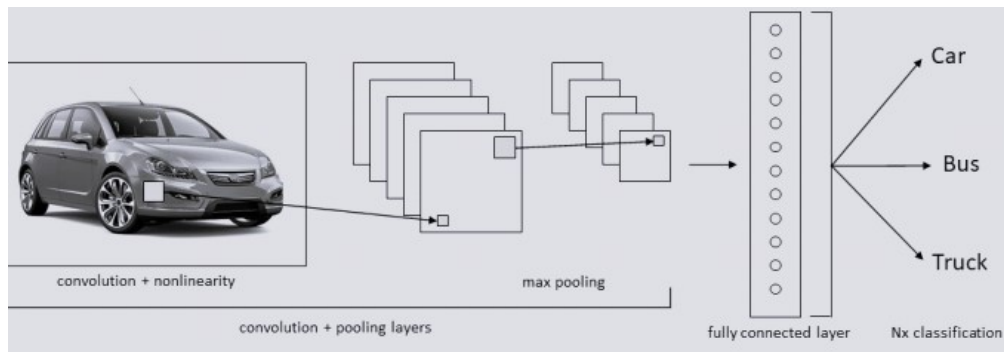 Car
Bus
Truck
convolution + nonlinearity
max pooling
convolution + pooling layers
fully connected layer
Nx classification